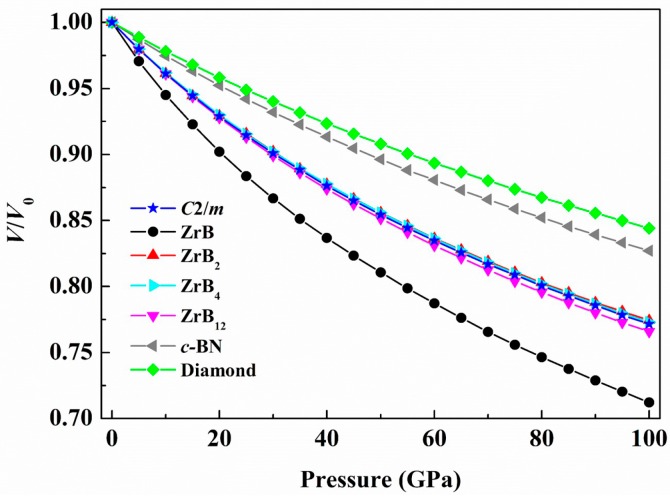 V/V₀
1.00
0.95
0.90
0.85
0.80
0.75
0.70
C2/m
ZrB
ZrB₂
ZrB₄
ZrB₁₂
c-BN
Diamond
0 20 40 60 80 100
Pressure (GPa)